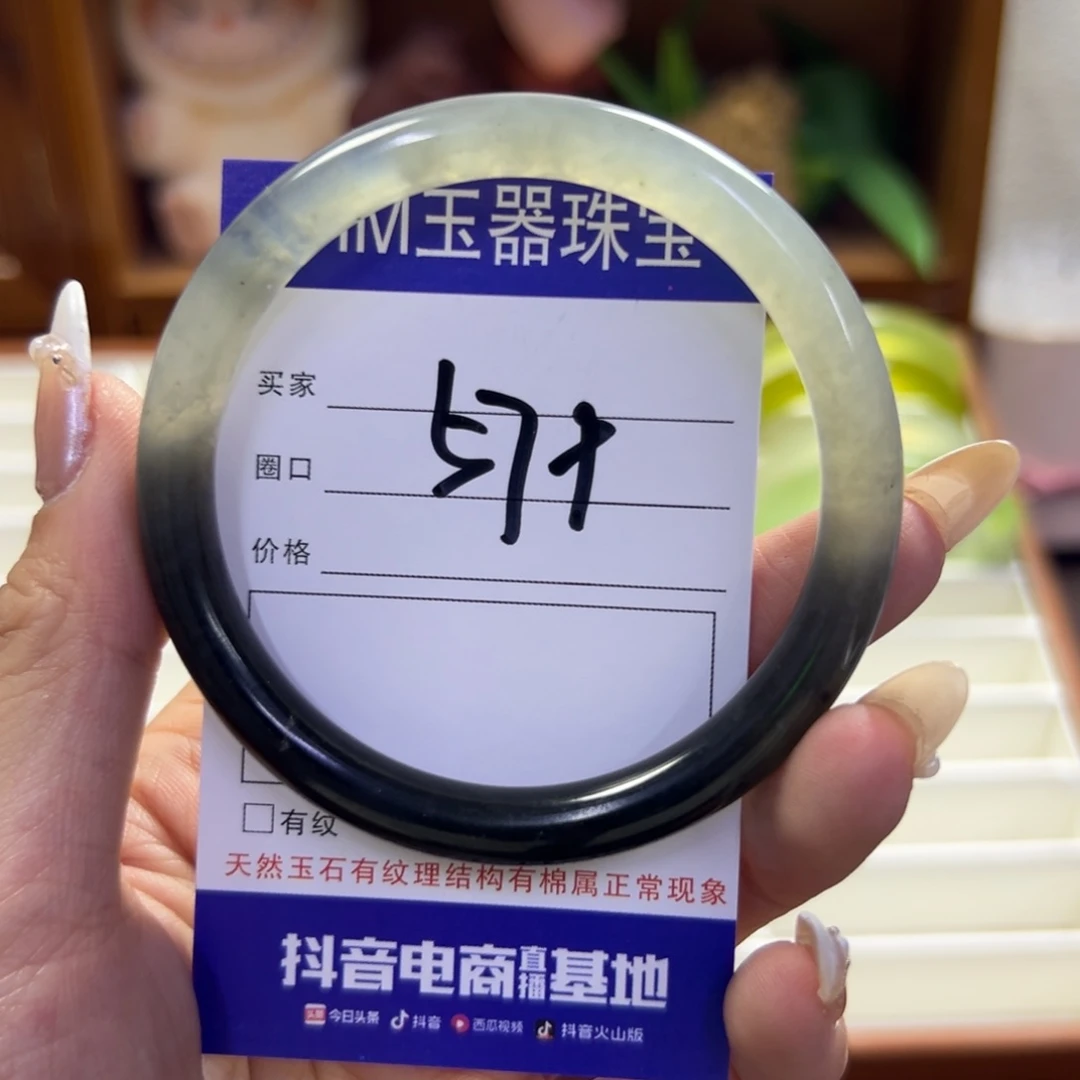 玉器珠宝
买家
圈口
价格
有纹
天然玉石有纹理结构有棉属正常现象
抖音电商直播基地
今日头条 抖音 西瓜视频 抖音火山版